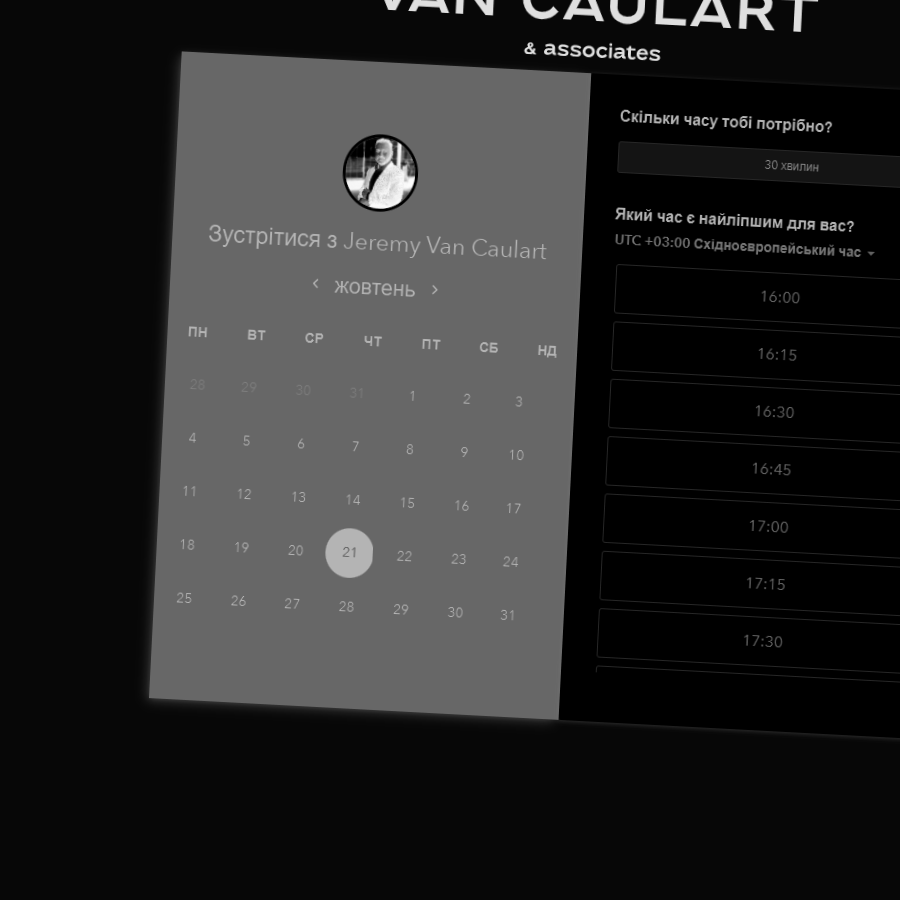 VAN CAULART
& associates
Зустрітися з Jeremy Van Caulart
‹ жовтень ›
ПН ВТ СР ЧТ ПТ СБ НД
28 29 30 31 1 2 3
4 5 6 7 8 9 10
11 12 13 14 15 16 17
18 19 20 21 22 23 24
25 26 27 28 29 30 31
Скільки часу тобі потрібно?
30 хвилин
Який час є найліпшим для вас?
UTC +03:00 Східноєвропейський час
16:00
16:15
16:30
16:45
17:00
17:15
17:30